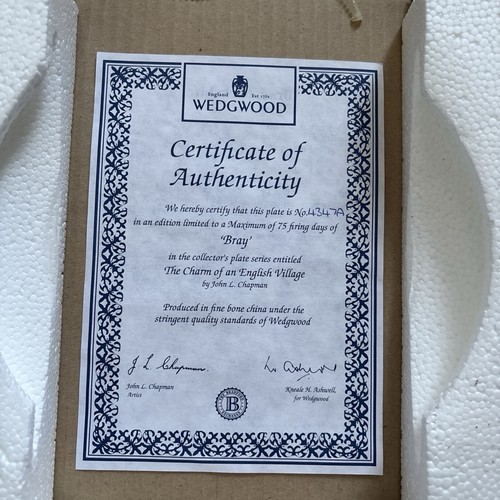 England Est 1759
WEDGWOOD
Certificate of
Authenticity
We hereby certify that this plate is No.4347A
in an edition limited to a Maximum of 75 firing days of
'Bray'
in the collector's plate series entitled
The Charm of an English Village
by John L. Chapman
Produced in fine bone china under the
stringent quality standards of Wedgwood
J L Chapman.
John L. Chapman
Artist
Kneale H. Ashwell,
for Wedgwood
B